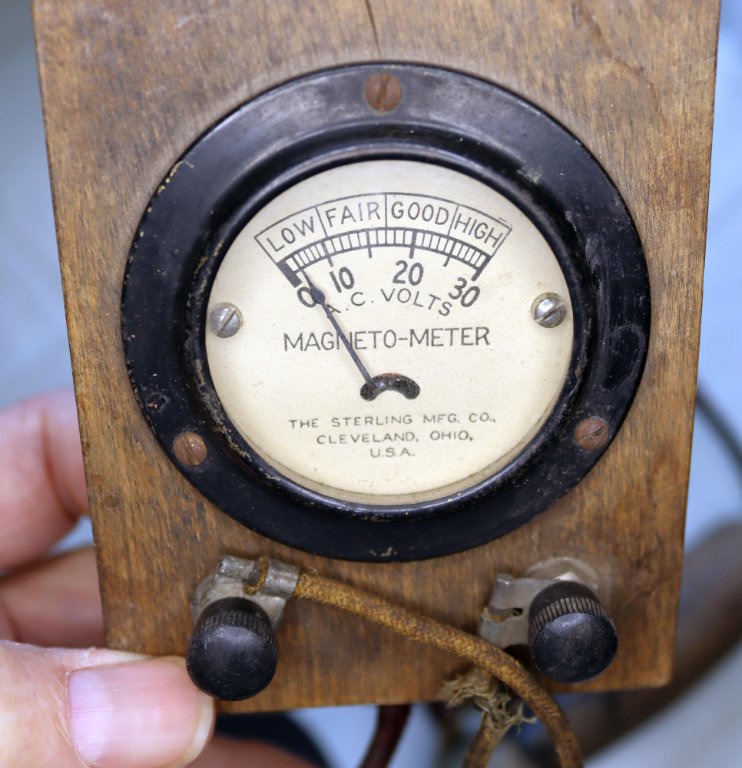 LOW FAIR GOOD HIGH
0 10 20 30
A.C. VOLTS
MAGNETO-METER
THE STERLING MFG. CO.,
CLEVELAND, OHIO,
U.S.A.